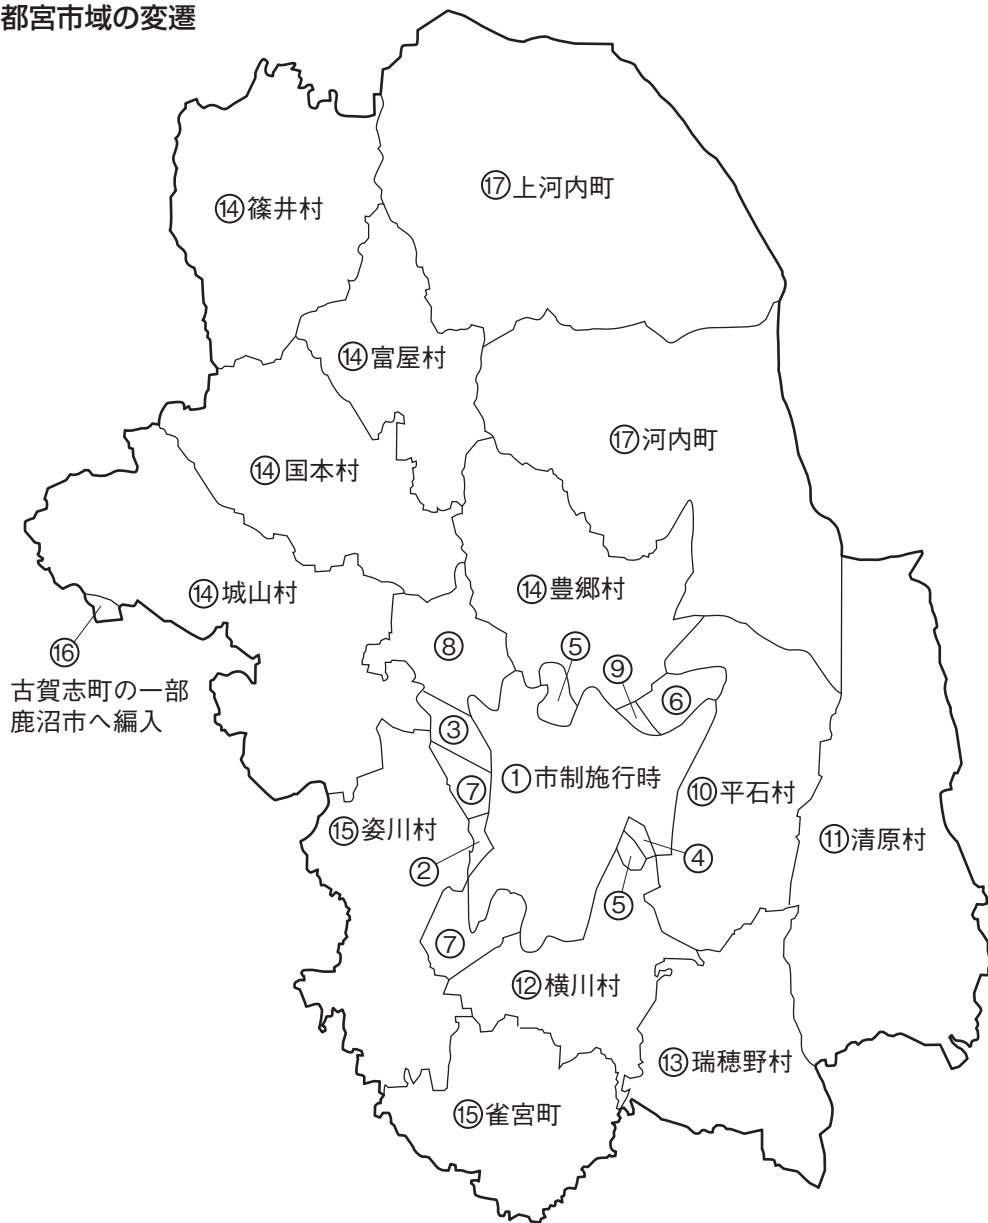 都宮市域の変遷
⑰上河内町
⑭篠井村
⑭富屋村
⑰河内町
⑭国本村
⑭城山村
⑭豊郷村
⑯
古賀志町の一部
鹿沼市へ編入
⑧
⑤
⑨
⑥
③
①市制施行時
⑦
⑩平石村
⑮姿川村
⑪清原村
②
④
⑤
⑦
⑫横川村
⑬瑞穂野村
⑮雀宮町